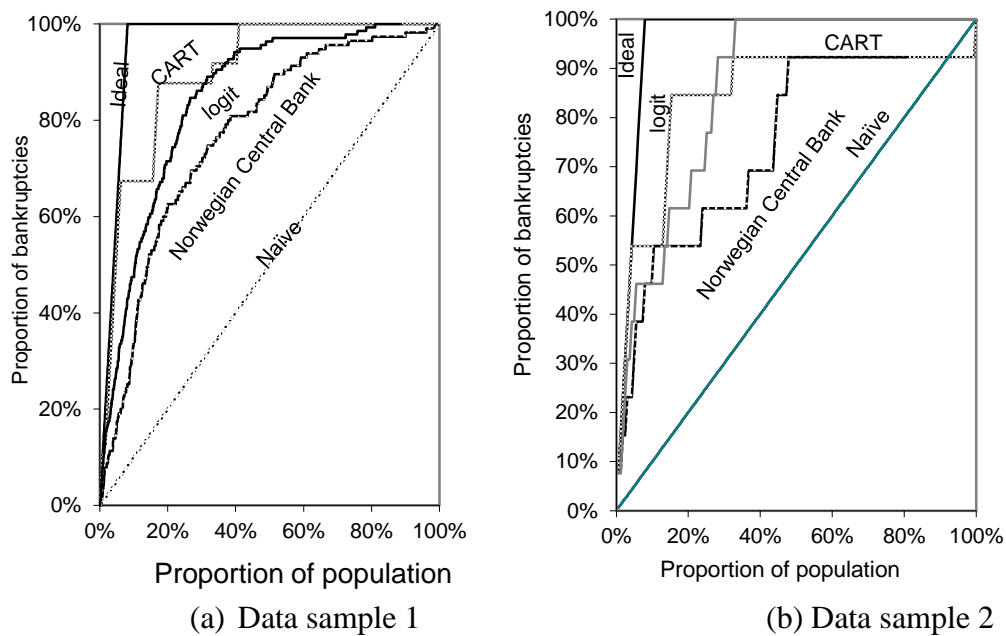 100%
80%
60%
40%
20%
0%
Proportion of bankruptcies
Ideal
CART
logit
Norwegian Central Bank
Naïve
0% 20% 40% 60% 80% 100%
Proportion of population
(a) Data sample 1
100%
90%
80%
70%
60%
50%
40%
30%
20%
10%
0%
Proportion of bankruptcies
Ideal
logit
CART
Norwegian Central Bank
Naïve
0% 20% 40% 60% 80% 100%
Proportion of population
(b) Data sample 2